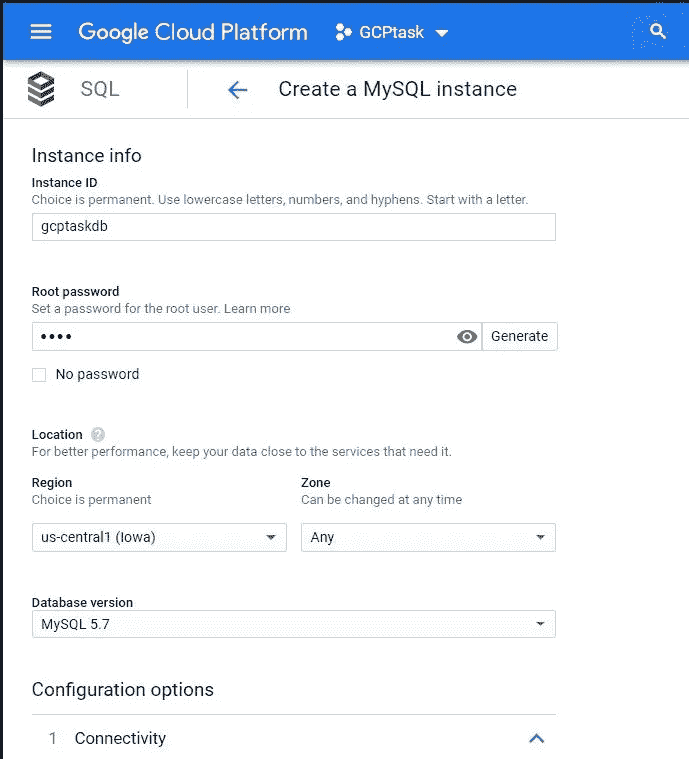 Google Cloud Platform GCPtask
SQL Create a MySQL instance
Instance info
Instance ID
Choice is permanent. Use lowercase letters, numbers, and hyphens. Start with a letter.
gcptaskdb
Root password
Set a password for the root user. Learn more
•••• Generate
No password
Location ?
For better performance, keep your data close to the services that need it.
Region Zone
Choice is permanent Can be changed at any time
us-central1 (Iowa) Any
Database version
MySQL 5.7
Configuration options
1 Connectivity